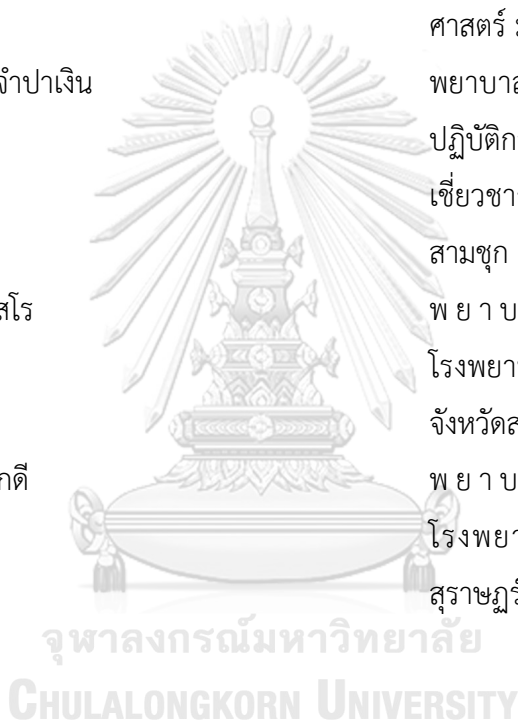 ศาสตร์
จำปาเงิน
พยาบาล
ปฏิบัติก
เชี่ยวชา
สามชุก
สโร
พ ย า บ
โรงพยา
จังหวัดส
กดี
พ ย า บ
โรงพยา
สุราษฎร์
จุฬาลงกรณ์มหาวิทยาลัย
CHULALONGKORN UNIVERSITY